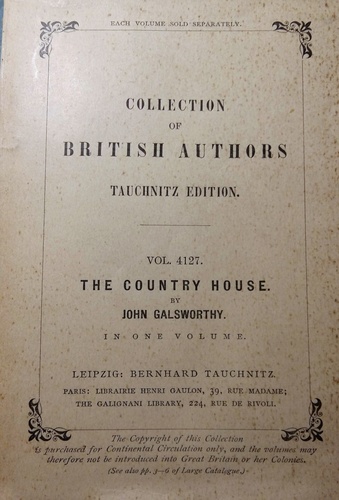 EACH VOLUME SOLD SEPARATELY.
COLLECTION
OF
BRITISH AUTHORS
TAUCHNITZ EDITION.
VOL. 4127.
THE COUNTRY HOUSE.
BY
JOHN GALSWORTHY.
IN ONE VOLUME.
LEIPZIG: BERNHARD TAUCHNITZ.
PARIS: LIBRAIRIE HENRI GAULON, 39, RUE MADAME;
THE GALIGNANI LIBRARY, 224, RUE DE RIVOLI.
The Copyright of this Collection
is purchased for Continental Circulation only, and the volumes may
therefore not be introduced into Great Britain or her Colonies.
(See also pp. 3–6 of Large Catalogue.)